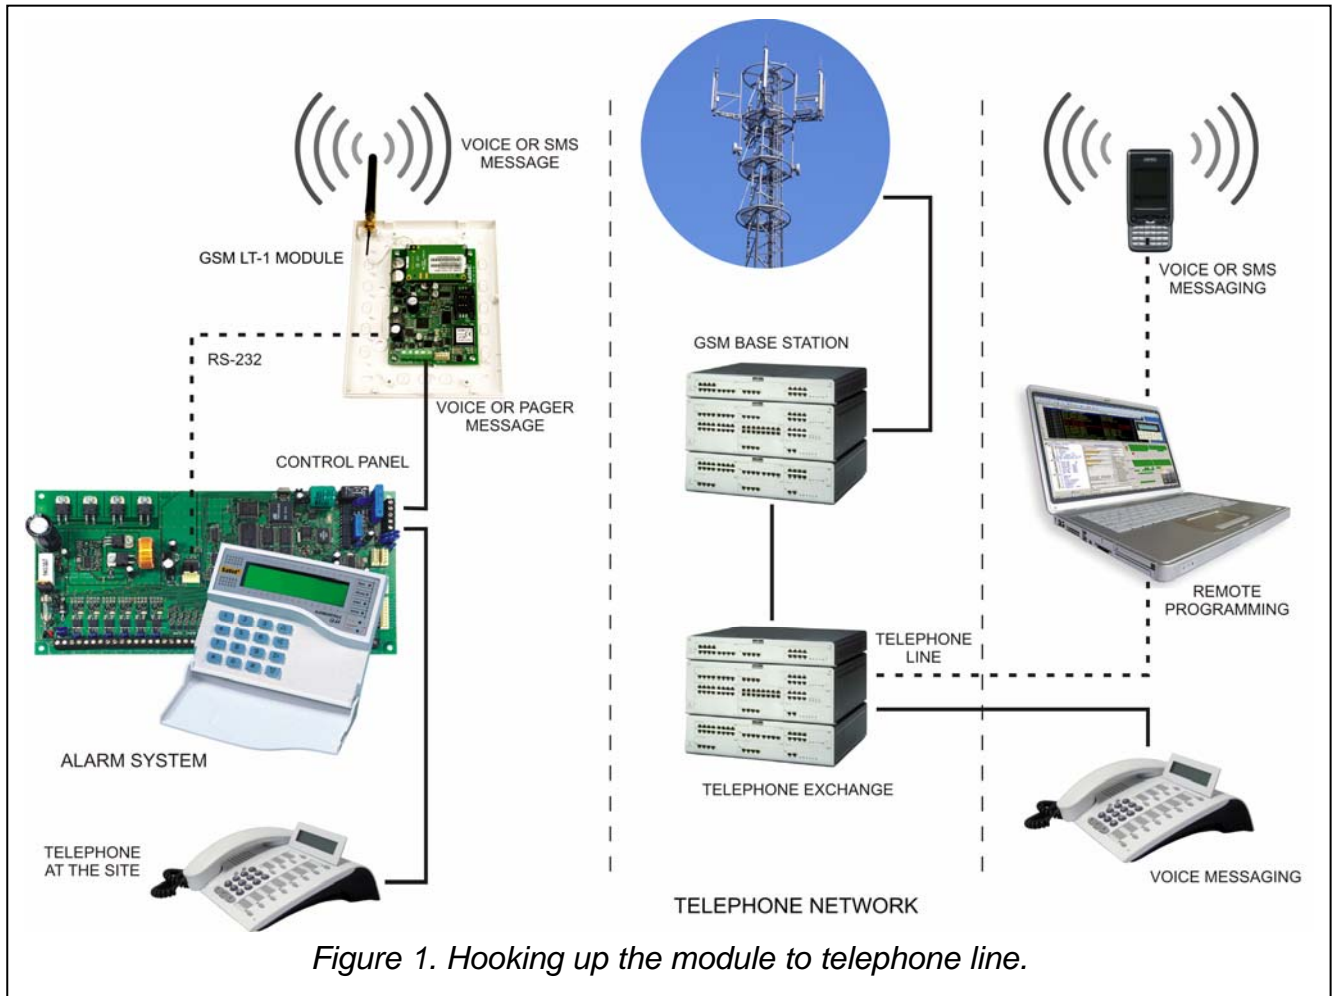 VOICE OR SMS
MESSAGE
GSM LT-1 MODULE
RS-232
VOICE OR PAGER
MESSAGE
CONTROL PANEL
ALARM SYSTEM
TELEPHONE
AT THE SITE
GSM BASE STATION
TELEPHONE
LINE
TELEPHONE EXCHANGE
TELEPHONE NETWORK
VOICE OR SMS
MESSAGING
REMOTE
PROGRAMMING
VOICE MESSAGING
Figure 1. Hooking up the module to telephone line.